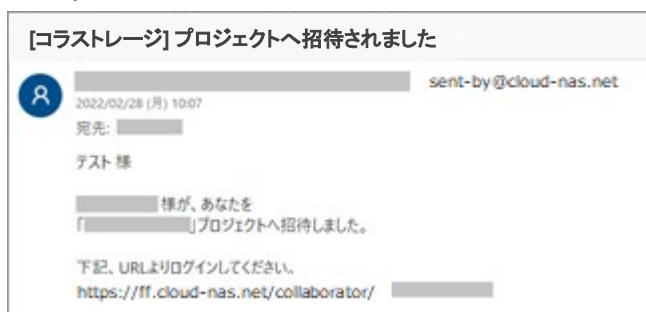 [コラストレージ] プロジェクトへ招待されました
sent-by@cloud-nas.net
2022/02/28 (月) 10:07
宛先:
テスト 様
様が、あなたを
「 」プロジェクトへ招待しました。
下記、URLよりログインしてください。
https://ff.cloud-nas.net/collaborator/